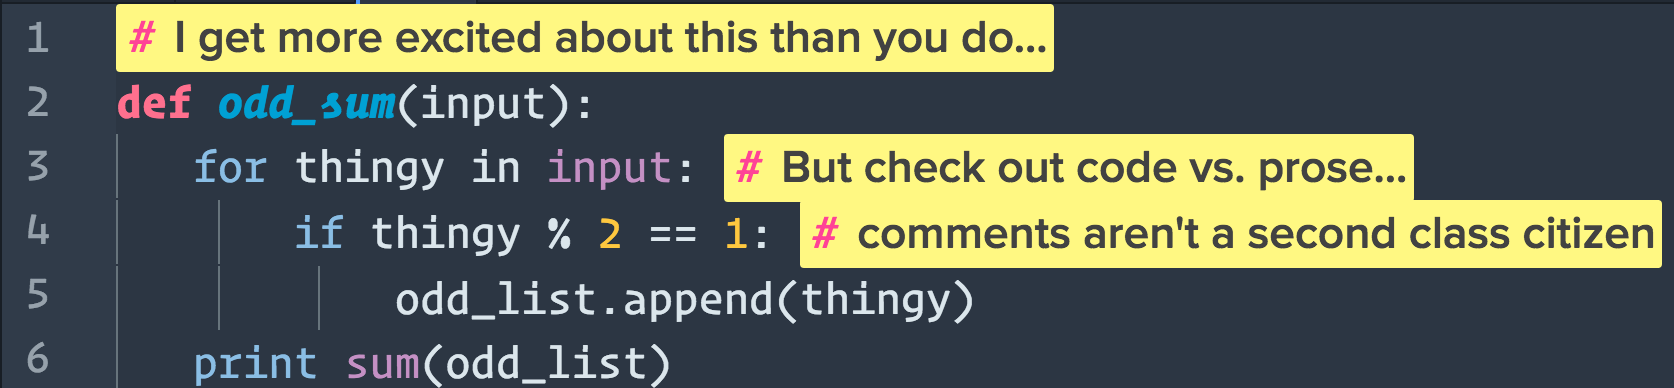 1 # I get more excited about this than you do...
2 def odd_sum(input):
3 for thingy in input: # But check out code vs. prose...
4 if thingy % 2 == 1: # comments aren't a second class citizen
5 odd_list.append(thingy)
6 print sum(odd_list)